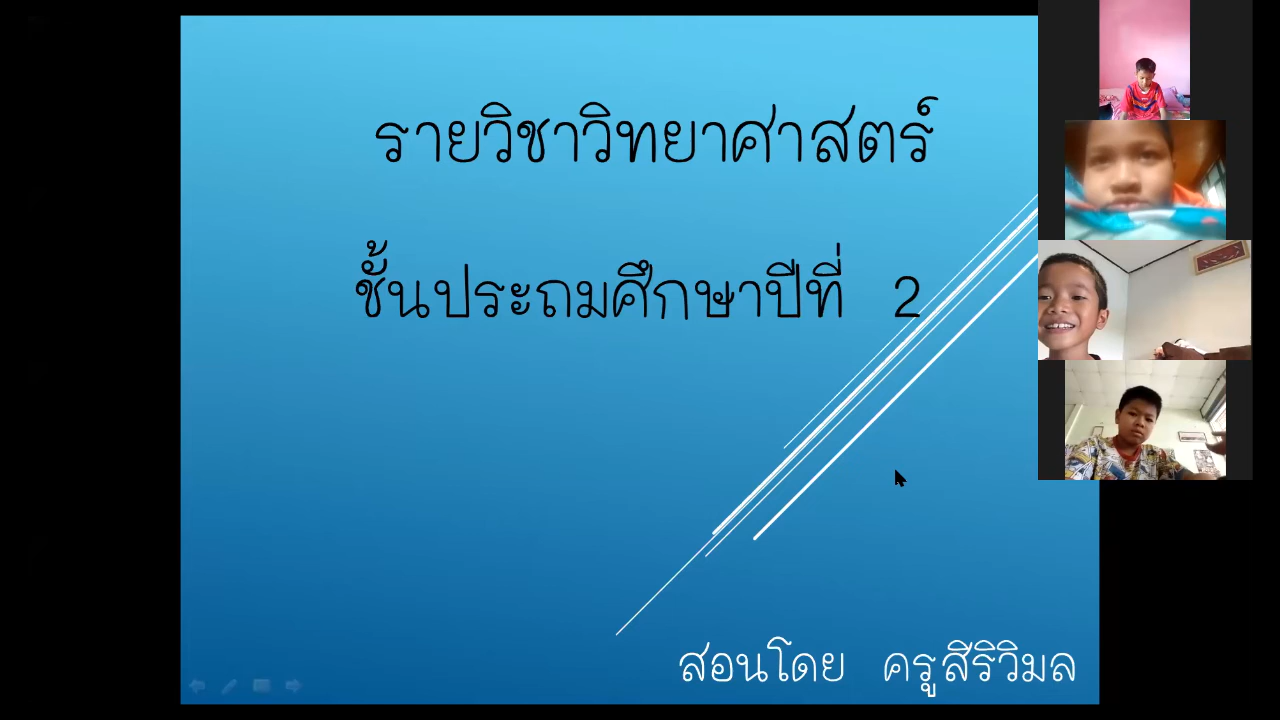 รายวิชาวิทยาศาสตร์
ชั้นประถมศึกษาปีที่ 2
สอนโดย ครูสิริวิมล